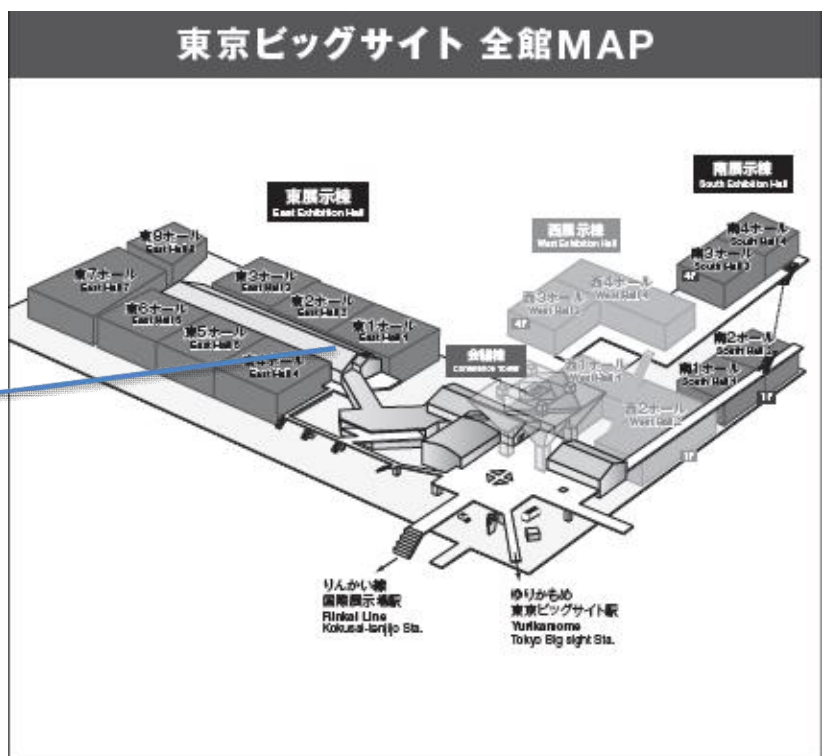 東京ビッグサイト 全館MAP
東展示棟
East Exhibition Hall
西展示棟
West Exhibition Hall
南展示棟
South Exhibition Hall
東8ホール
East Hall 8
東7ホール
East Hall 7
東6ホール
East Hall 6
東5ホール
East Hall 5
東4ホール
East Hall 4
東3ホール
East Hall 3
東2ホール
East Hall 2
東1ホール
East Hall 1
会議棟
Conference Tower
西3ホール
West Hall 3
4F
西4ホール
West Hall 4
西1ホール
West Hall 1
西2ホール
West Hall 2
1F
南4ホール
South Hall 4
南3ホール
South Hall 3
4F
南2ホール
South Hall 2
南1ホール
South Hall 1
1F
りんかい線
国際展示場駅
Rinkai Line
Kokusai-tenjijo Sta.
ゆりかもめ
東京ビッグサイト駅
Yurikamome
Tokyo Big sight Sta.